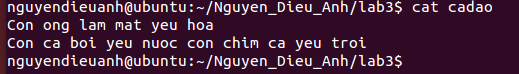 nguyendieuanh@ubuntu:~/Nguyen_Dieu_Anh/lab3$ cat cadao
Con ong lam mat yeu hoa
Con ca boi yeu nuoc con chim ca yeu troi
nguyendieuanh@ubuntu:~/Nguyen_Dieu_Anh/lab3$